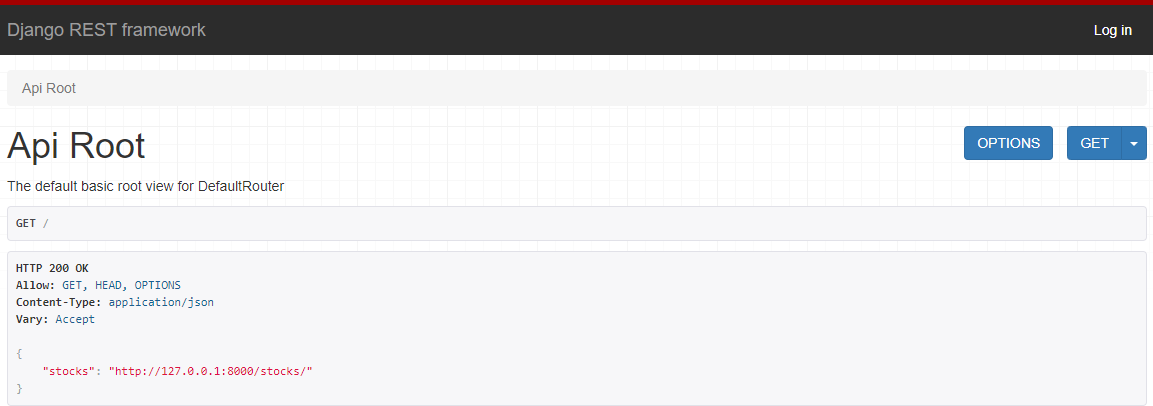 Django REST framework
Log in
Api Root
Api Root
OPTIONS
GET
The default basic root view for DefaultRouter
GET /
HTTP 200 OK
Allow: GET, HEAD, OPTIONS
Content-Type: application/json
Vary: Accept
{
    "stocks": "http://127.0.0.1:8000/stocks/"
}